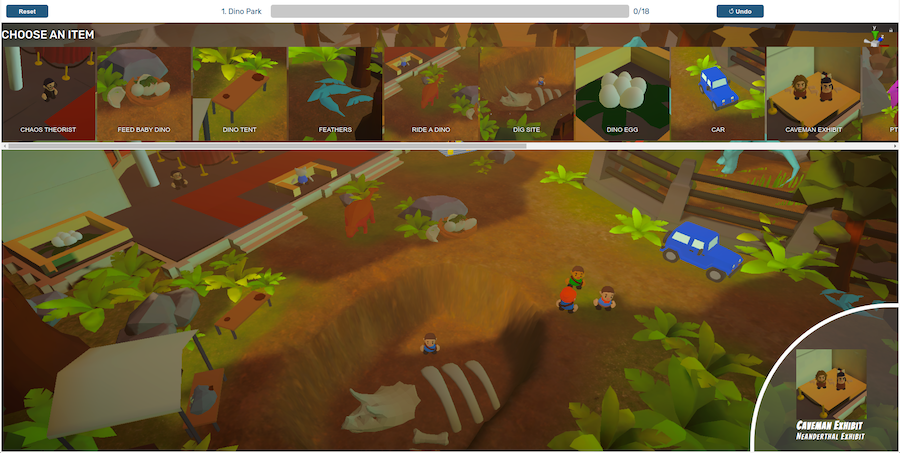 Reset
1. Dino Park
0/18
Undo
CHOOSE AN ITEM
y
CHAOS THEORIST
FEED BABY DINO
DINO TENT
FEATHERS
RIDE A DINO
DIG SITE
DINO EGG
CAR
CAVEMAN EXHIBIT
PT
Caveman Exhibit
Neanderthal Exhibit